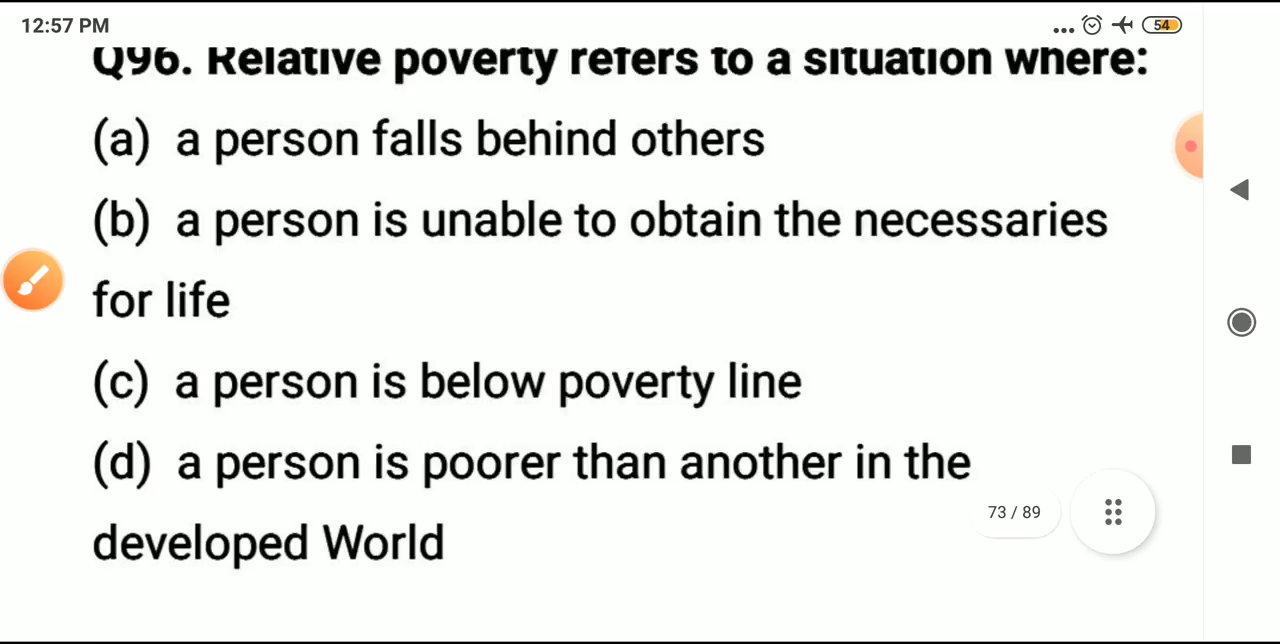 12:57 PM
54
Q96. Relative poverty refers to a situation where:
(a) a person falls behind others
(b) a person is unable to obtain the necessaries
for life
(c) a person is below poverty line
(d) a person is poorer than another in the
developed World
73 / 89